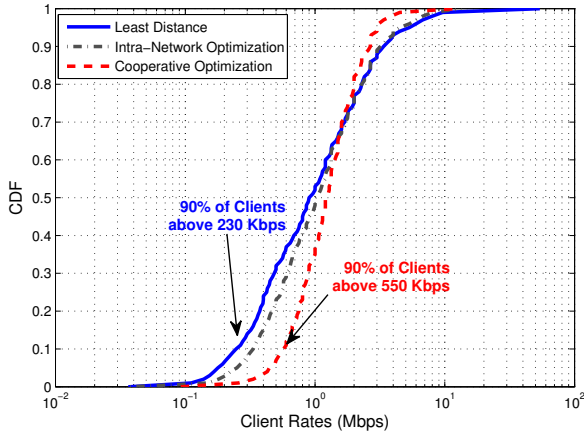 1
0.9
0.8
0.7
0.6
0.5
0.4
0.3
0.2
0.1
0
CDF
Least Distance
Intra-Network Optimization
Cooperative Optimization
90% of Clients
above 230 Kbps
90% of Clients
above 550 Kbps
10^-2
10^-1
10^0
10^1
10^2
Client Rates (Mbps)